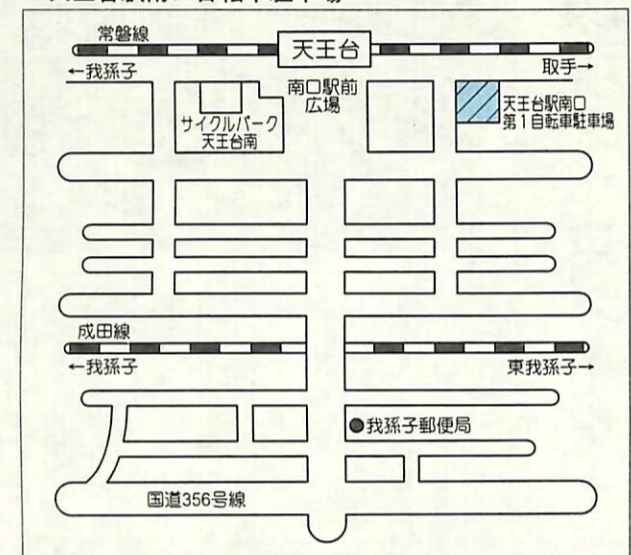 常磐線
天王台
←我孫子
取手→
南口駅前
広場
サイクルパーク
天王台南
天王台駅南口
第1自転車駐車場
成田線
←我孫子
東我孫子→
●我孫子郵便局
国道356号線